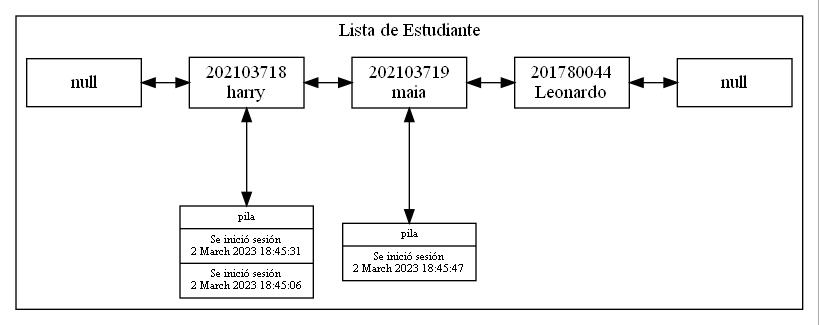 Lista de Estudiante
null
202103718
harry
202103719
maia
201780044
Leonardo
null
pila
Se inició sesión
2 March 2023 18:45:31
Se inició sesión
2 March 2023 18:45:06
pila
Se inició sesión
2 March 2023 18:45:47